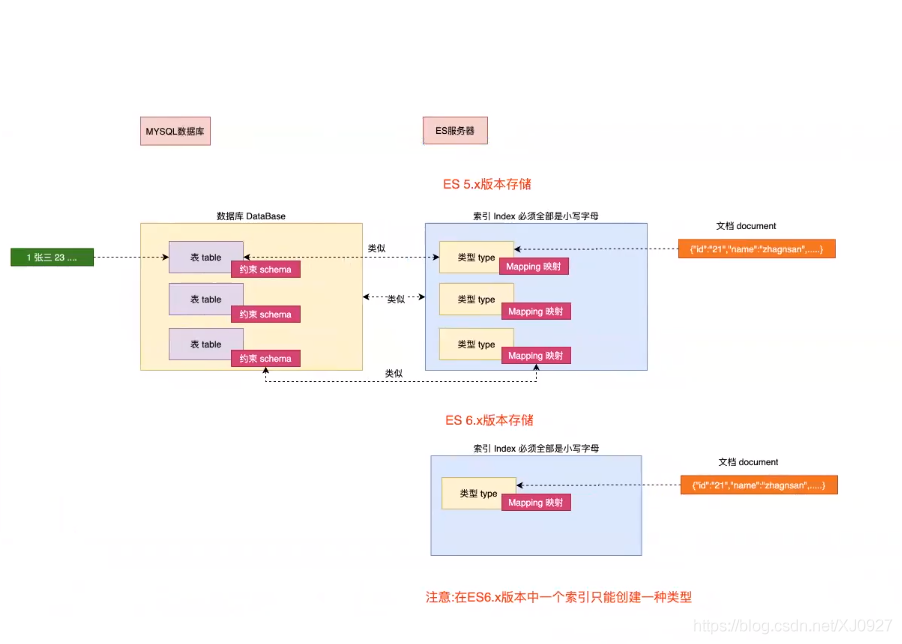 MYSQL数据库
ES服务器
ES 5.x版本存储
数据库 DataBase
索引 Index 必须全部是小写字母
文档 document
1 张三 23 ....
表 table
约束 schema
类似
类型 type
Mapping 映射
{"id":"21","name":"zhagnsan",.....}
表 table
约束 schema
类似
类型 type
Mapping 映射
表 table
约束 schema
类型 type
Mapping 映射
类似
ES 6.x版本存储
索引 Index 必须全部是小写字母
文档 document
类型 type
Mapping 映射
{"id":"21","name":"zhagnsan",.....}
注意:在ES6.x版本中一个索引只能创建一种类型
https://blog.csdn.net/XJ0927